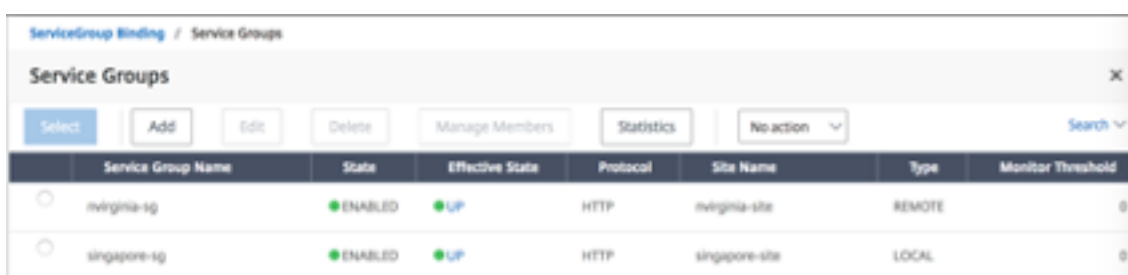 ServiceGroup Binding / Service Groups
Service Groups
Select Add Edit Delete Manage Members Statistics No action Search
Service Group Name State Effective State Protocol Site Name Type Monitor Threshold
nvirginia-sg ENABLED UP HTTP nvirginia-site REMOTE 0
singapore-sg ENABLED UP HTTP singapore-site LOCAL 0